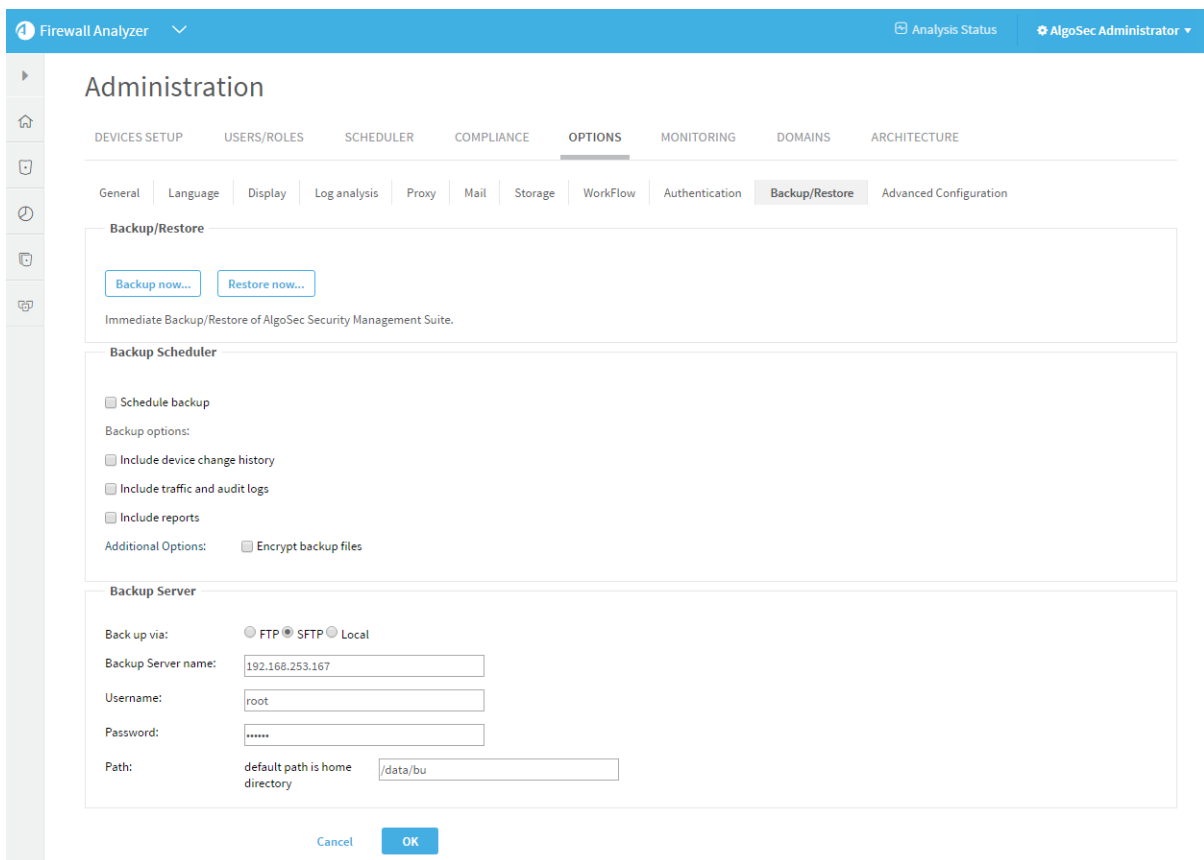 Firewall Analyzer Analysis Status AlgoSec Administrator
Administration
DEVICES SETUP USERS/ROLES SCHEDULER COMPLIANCE OPTIONS MONITORING DOMAINS ARCHITECTURE
General Language Display Log analysis Proxy Mail Storage WorkFlow Authentication Backup/Restore Advanced Configuration
Backup/Restore
Backup now... Restore now...
Immediate Backup/Restore of AlgoSec Security Management Suite.
Backup Scheduler
Schedule backup
Backup options:
Include device change history
Include traffic and audit logs
Include reports
Additional Options: Encrypt backup files
Backup Server
Back up via: FTP SFTP Local
Backup Server name: 192.168.253.167
Username: root
Password: ••••••
Path: default path is home directory /data/bu
Cancel OK